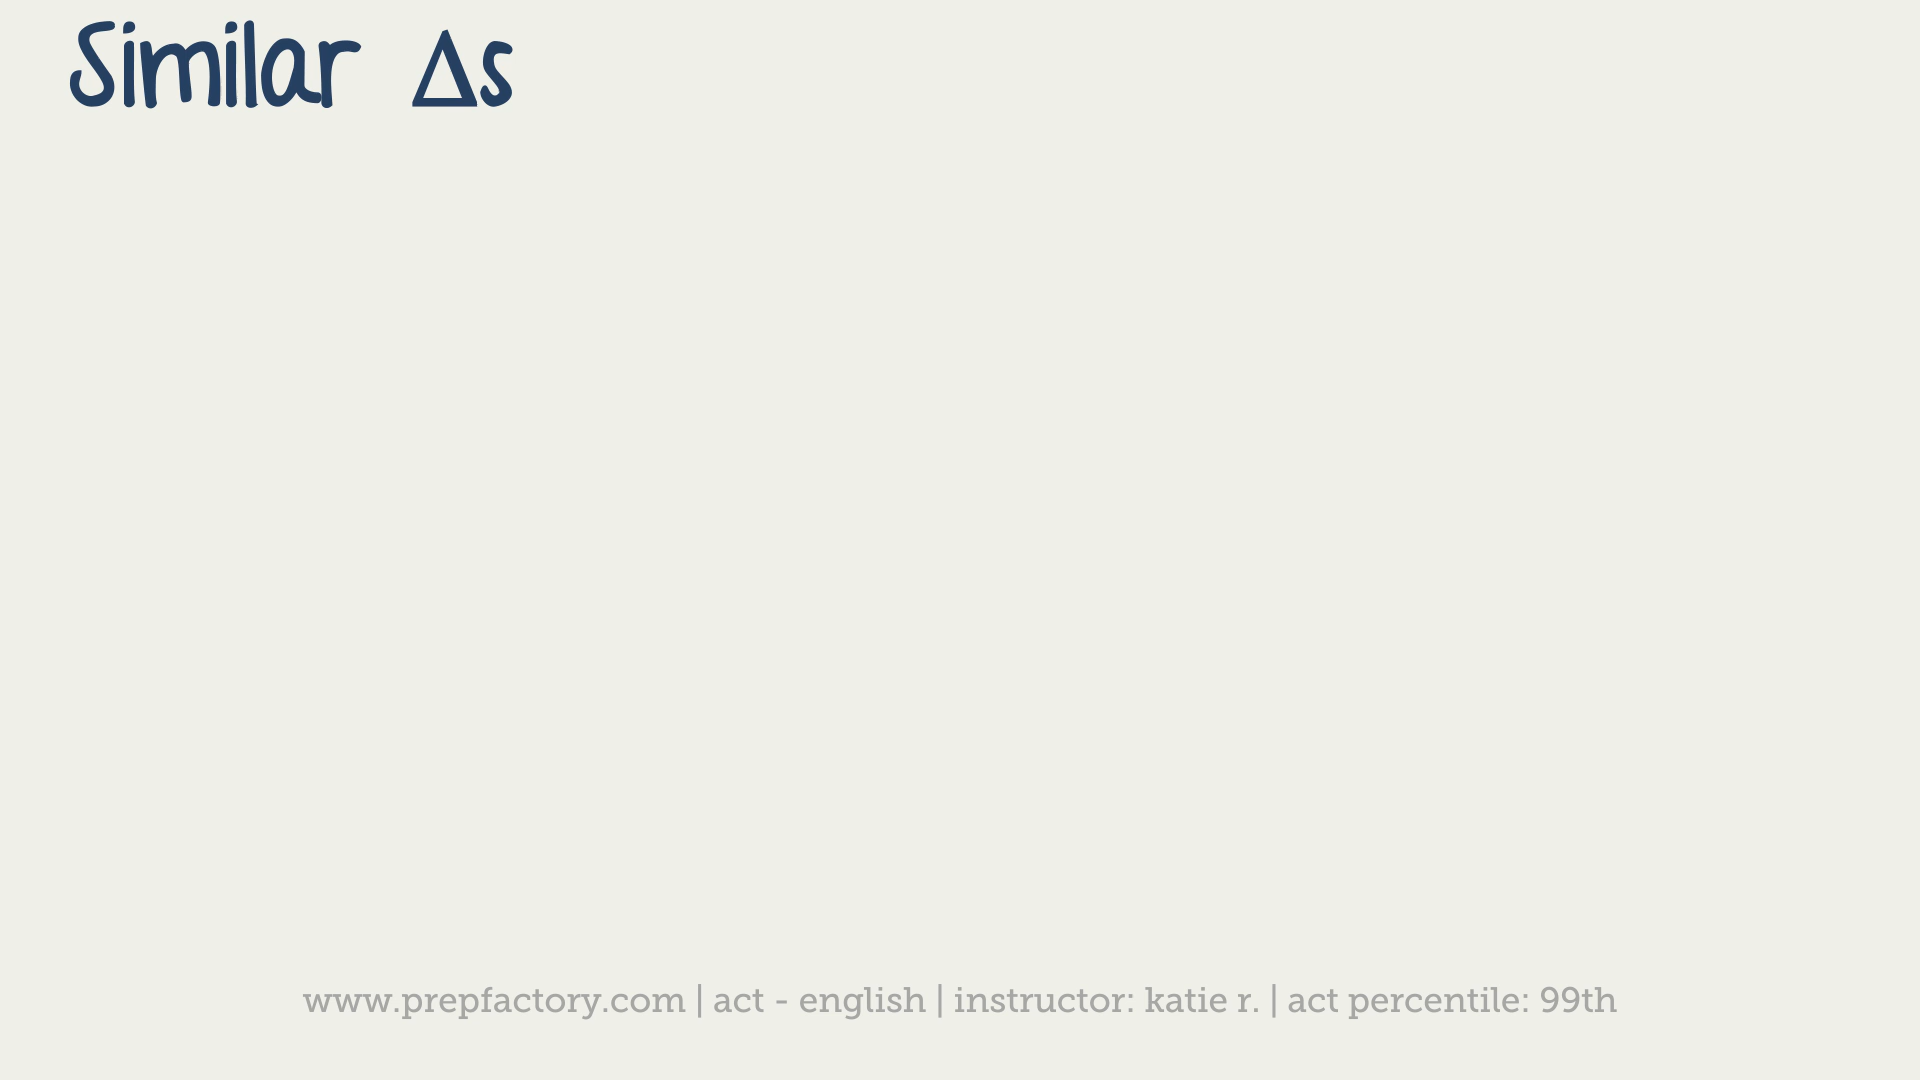 Similar Δs
www.prepfactory.com | act - english | instructor: katie r. | act percentile: 99th